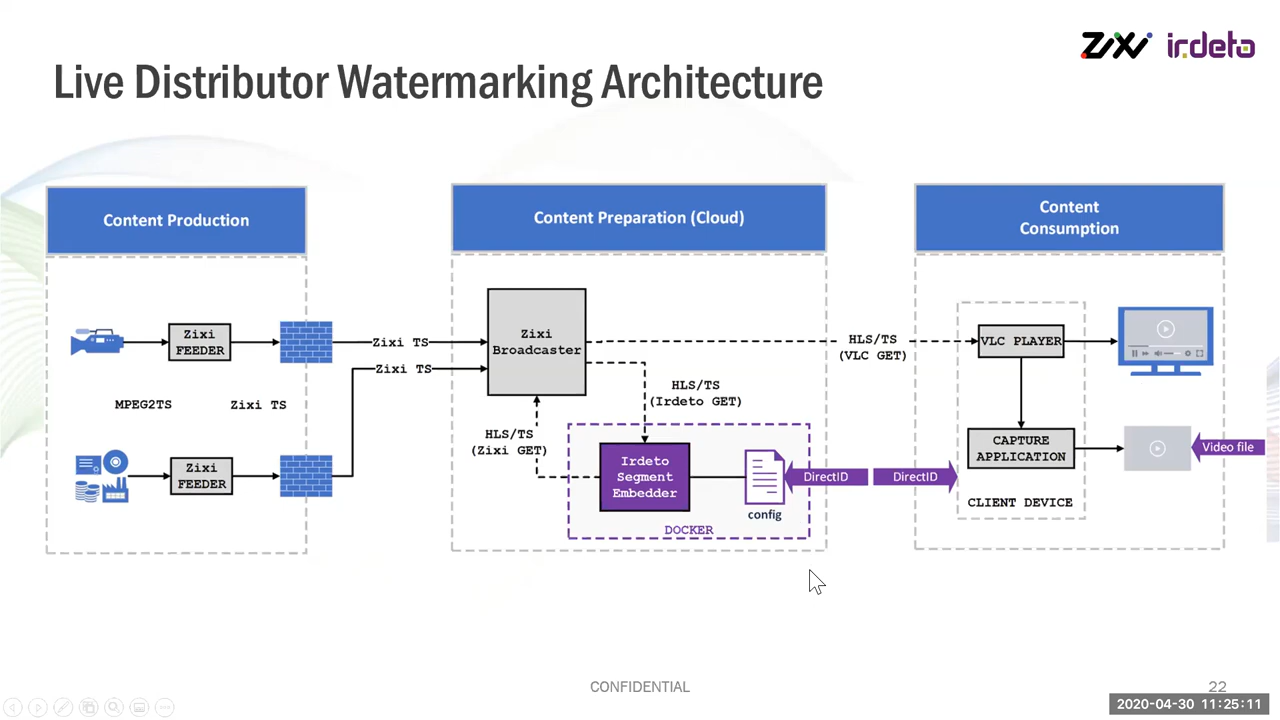 Zixi irdeto
Live Distributor Watermarking Architecture
Content Production
Zixi
FEEDER
MPEG2TS
Zixi TS
Zixi
FEEDER
Zixi TS
Zixi TS
Content Preparation (Cloud)
Zixi
Broadcaster
HLS/TS
(Irdeto GET)
HLS/TS
(Zixi GET)
Irdeto
Segment
Embedder
config
DOCKER
DirectID
DirectID
HLS/TS
(VLC GET)
Content
Consumption
VLC PLAYER
CAPTURE
APPLICATION
CLIENT DEVICE
Video file
CONFIDENTIAL
22
2020-04-30 11:25:11